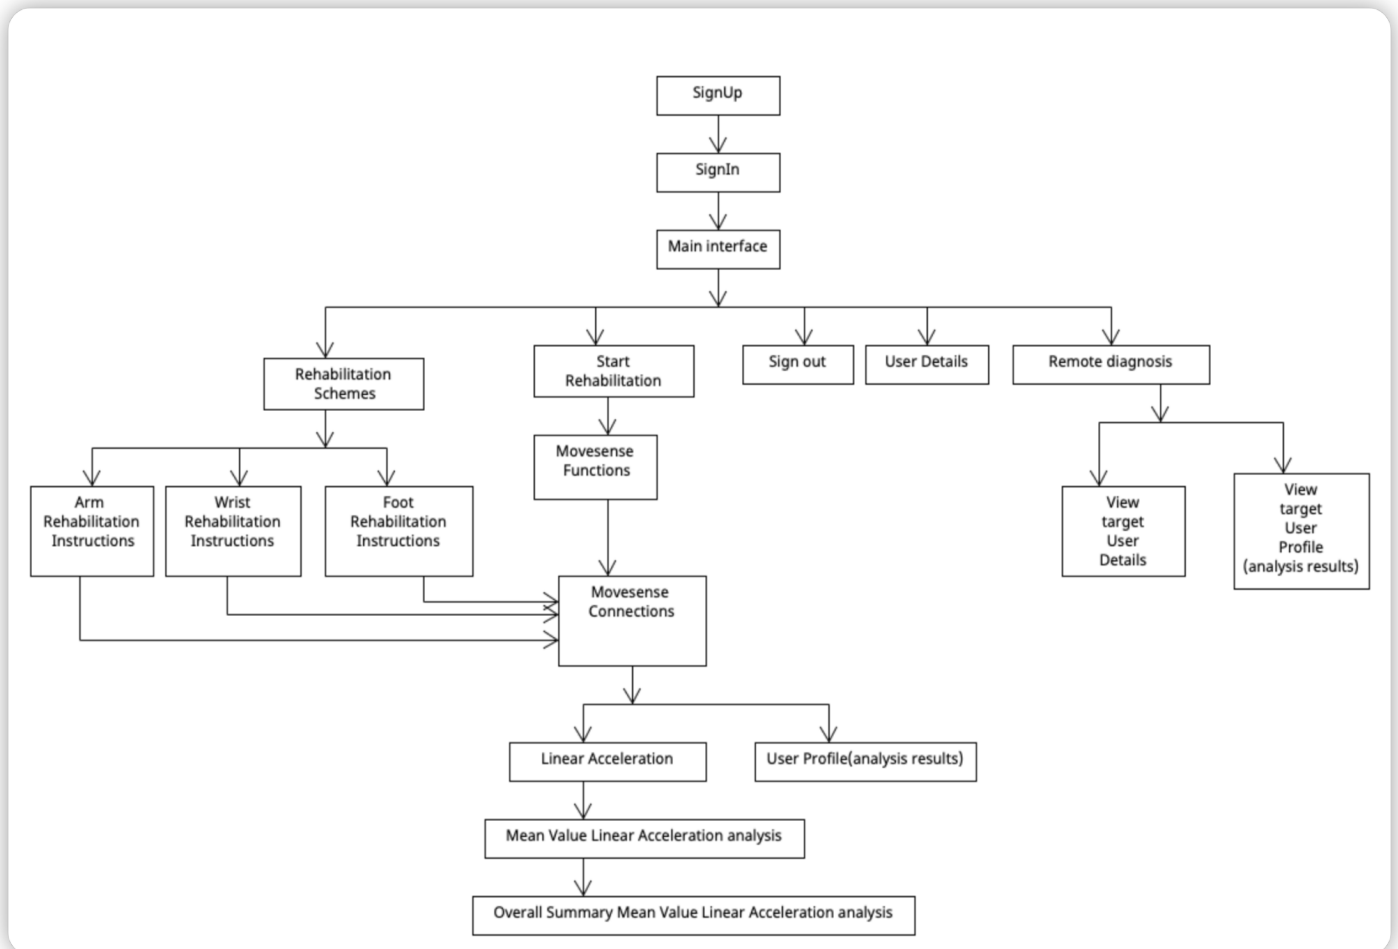 SignUp
SignIn
Main interface
Rehabilitation
Schemes
Start
Rehabilitation
Sign out
User Details
Remote diagnosis
Movesense
Functions
Arm
Rehabilitation
Instructions
Wrist
Rehabilitation
Instructions
Foot
Rehabilitation
Instructions
View
target
User
Details
View
target
User
Profile
(analysis results)
Movesense
Connections
Linear Acceleration
User Profile(analysis results)
Mean Value Linear Acceleration analysis
Overall Summary Mean Value Linear Acceleration analysis